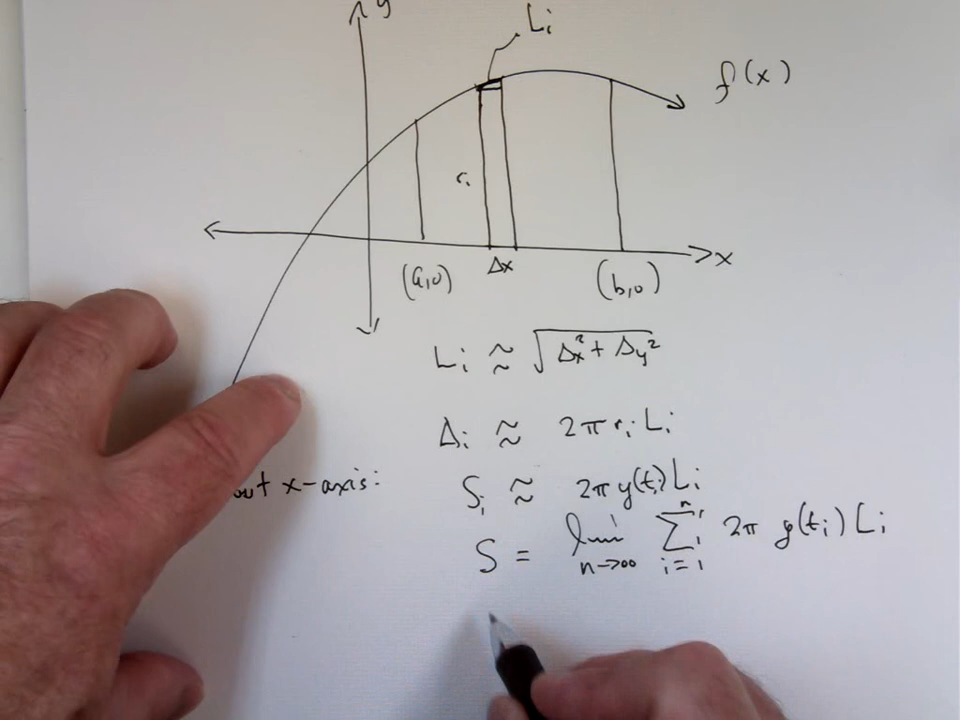 y
Li
f(x)
ri
x
(a,0) Δx (b,0)
Li ≈ √Δx² + Δy²
Δi ≈ 2π ri Li
out x-axis: Si ≈ 2π y(ti) Li
S = lim n→∞ Σ i=1 n 2π y(ti) Li